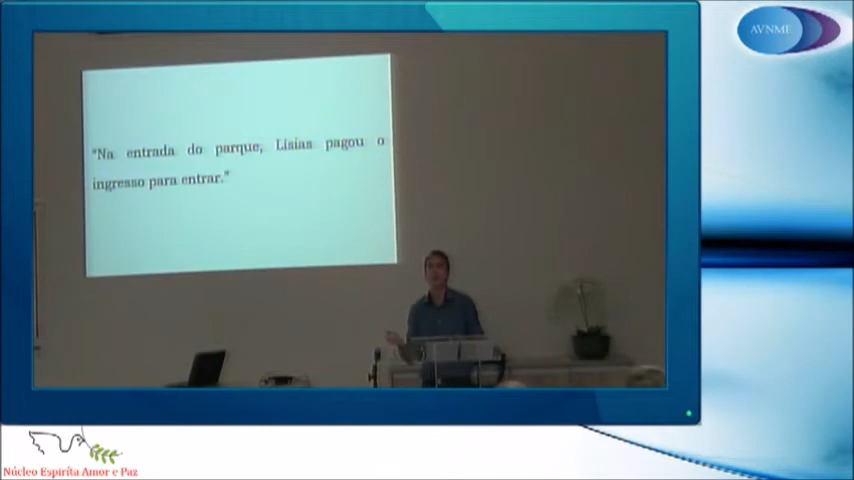 AVNME
"Na entrada do parque, Lísias pagou o
ingresso para entrar."
Núcleo Espírita Amor e Paz